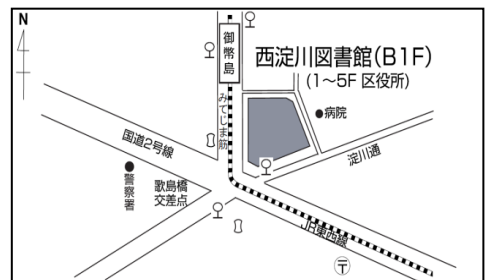 N
御幣島
西淀川図書館(B1F)
(1～5F 区役所)
みてじま筋
●病院
国道2号線
淀川通
●警察署
歌島橋
交差点
JR東西線
〒